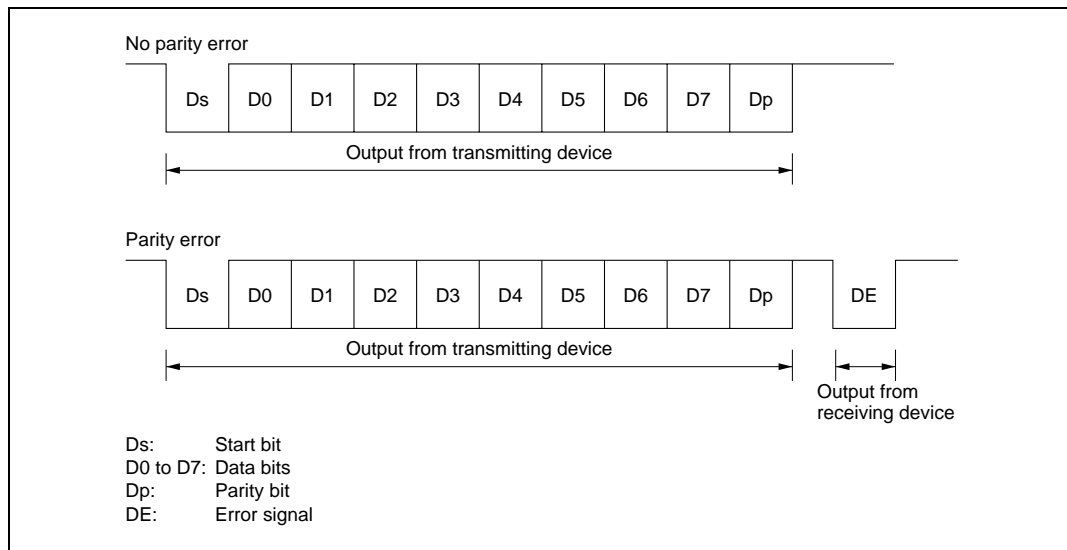 No parity error
Ds D0 D1 D2 D3 D4 D5 D6 D7 Dp
Output from transmitting device
Parity error
Ds D0 D1 D2 D3 D4 D5 D6 D7 Dp DE
Output from transmitting device
Output from
receiving device
Ds: Start bit
D0 to D7: Data bits
Dp: Parity bit
DE: Error signal